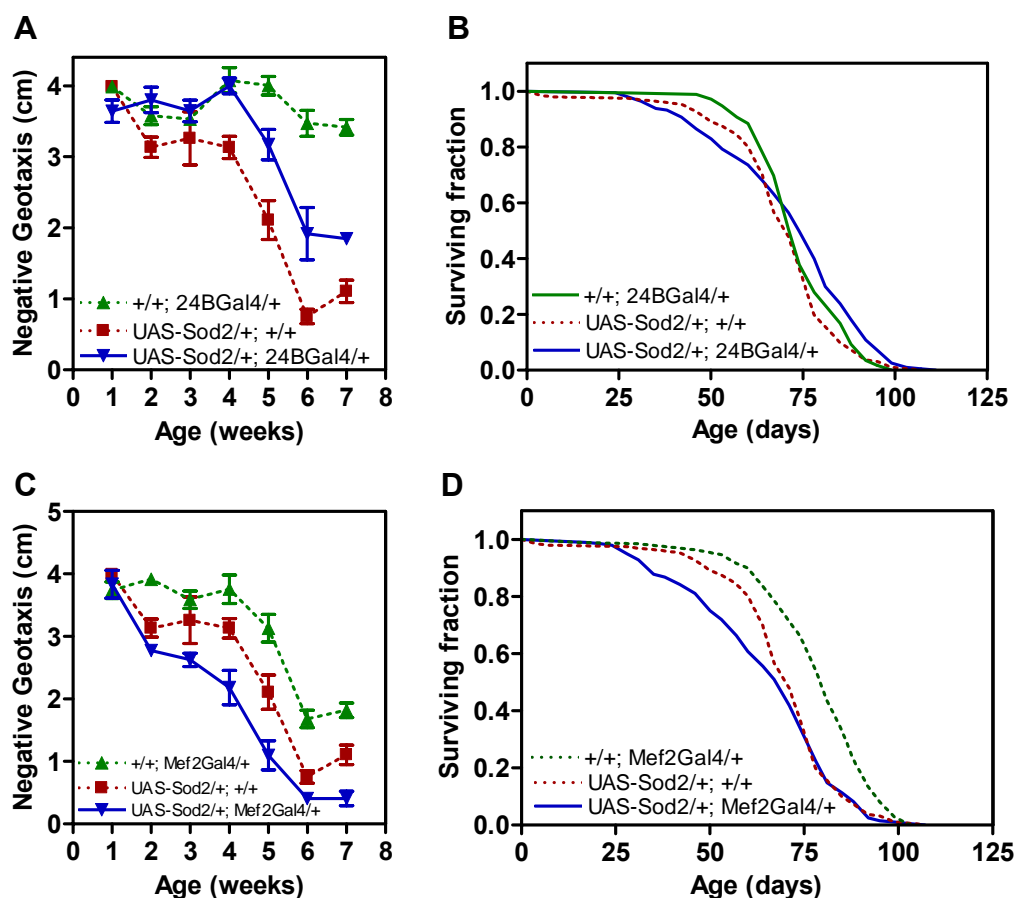 A
Negative Geotaxis (cm)
4
3
2
1
0
+/+; 24BGal4/+
UAS-Sod2/+; +/+
UAS-Sod2/+; 24BGal4/+
0 1 2 3 4 5 6 7 8
Age (weeks)
B
Surviving fraction
1.0
0.8
0.6
0.4
0.2
0.0
+/+; 24BGal4/+
UAS-Sod2/+; +/+
UAS-Sod2/+; 24BGal4/+
0 25 50 75 100 125
Age (days)
C
Negative Geotaxis (cm)
5
4
3
2
1
0
+/+; Mef2Gal4/+
UAS-Sod2/+; +/+
UAS-Sod2/+; Mef2Gal4/+
0 1 2 3 4 5 6 7 8
Age (weeks)
D
Surviving fraction
1.0
0.8
0.6
0.4
0.2
0.0
+/+; Mef2Gal4/+
UAS-Sod2/+; +/+
UAS-Sod2/+; Mef2Gal4/+
0 25 50 75 100 125
Age (days)